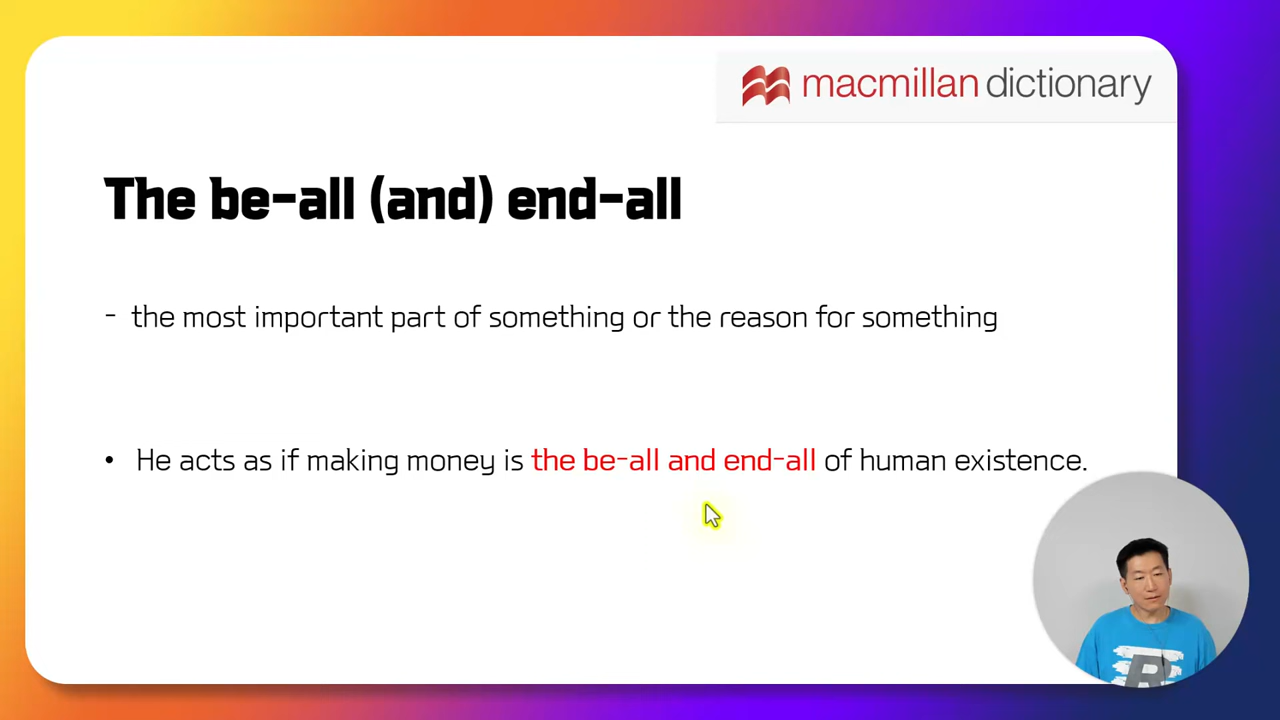 macmillan dictionary
The be-all (and) end-all
- the most important part of something or the reason for something
• He acts as if making money is the be-all and end-all of human existence.
R